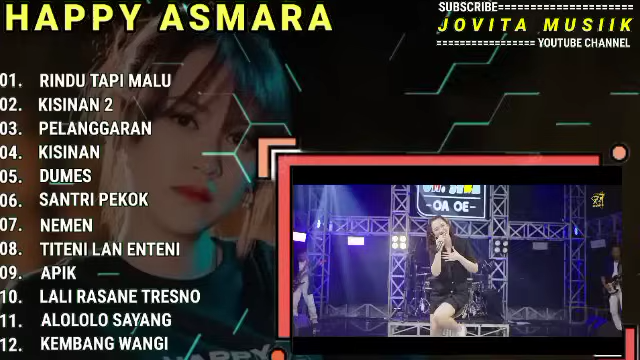 HAPPY ASMARA
SUBSCRIBE==================
JOVITA MUSIIK
================ YOUTUBE CHANNEL
01. RINDU TAPI MALU
02. KISINAN 2
03. PELANGGARAN
04. KISINAN
05. DUMES
06. SANTRI PEKOK
07. NEMEN
08. TITENI LAN ENTENI
09. APIK
10. LALI RASANE TRESNO
11. ALOLOLO SAYANG
12. KEMBANG WANGI
-OA OE-
HAPPY